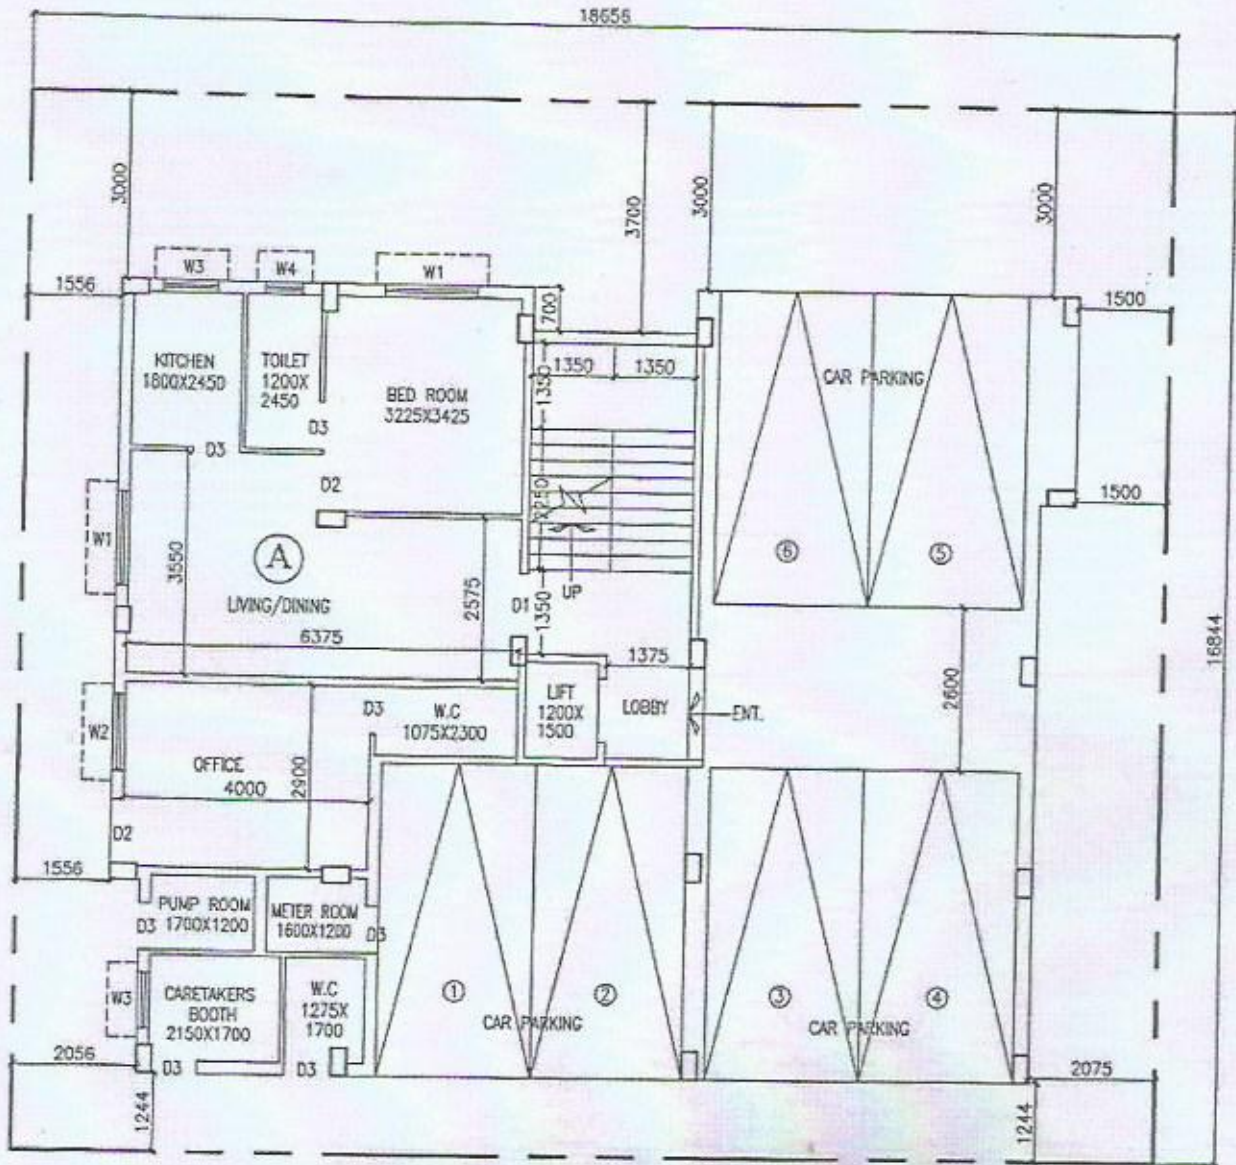 18656
3000
3700
3000
3000
W3
W4
W1
1556
700
1500
KITCHEN
1800X2450
TOILET
1200X
2450
BED ROOM
3225X3425
1350
1350
1350
CAR PARKING
D3
D3
D2
W1
3550
A
LIVING/DINING
6375
2575
D1
1350
UP
6
5
1500
16844
1375
2600
W2
OFFICE
4000
2900
D3
W.C
1075X2300
LIFT
1200X
1500
LOBBY
ENT.
D2
1556
PUMP ROOM
1700X1200
METER ROOM
1600X1200
D3
D3
W3
CARETAKERS
BOOTH
2150X1700
W.C
1275X
1700
1
2
CAR PARKING
3
4
CAR PARKING
2056
D3
D3
2075
1244
1244